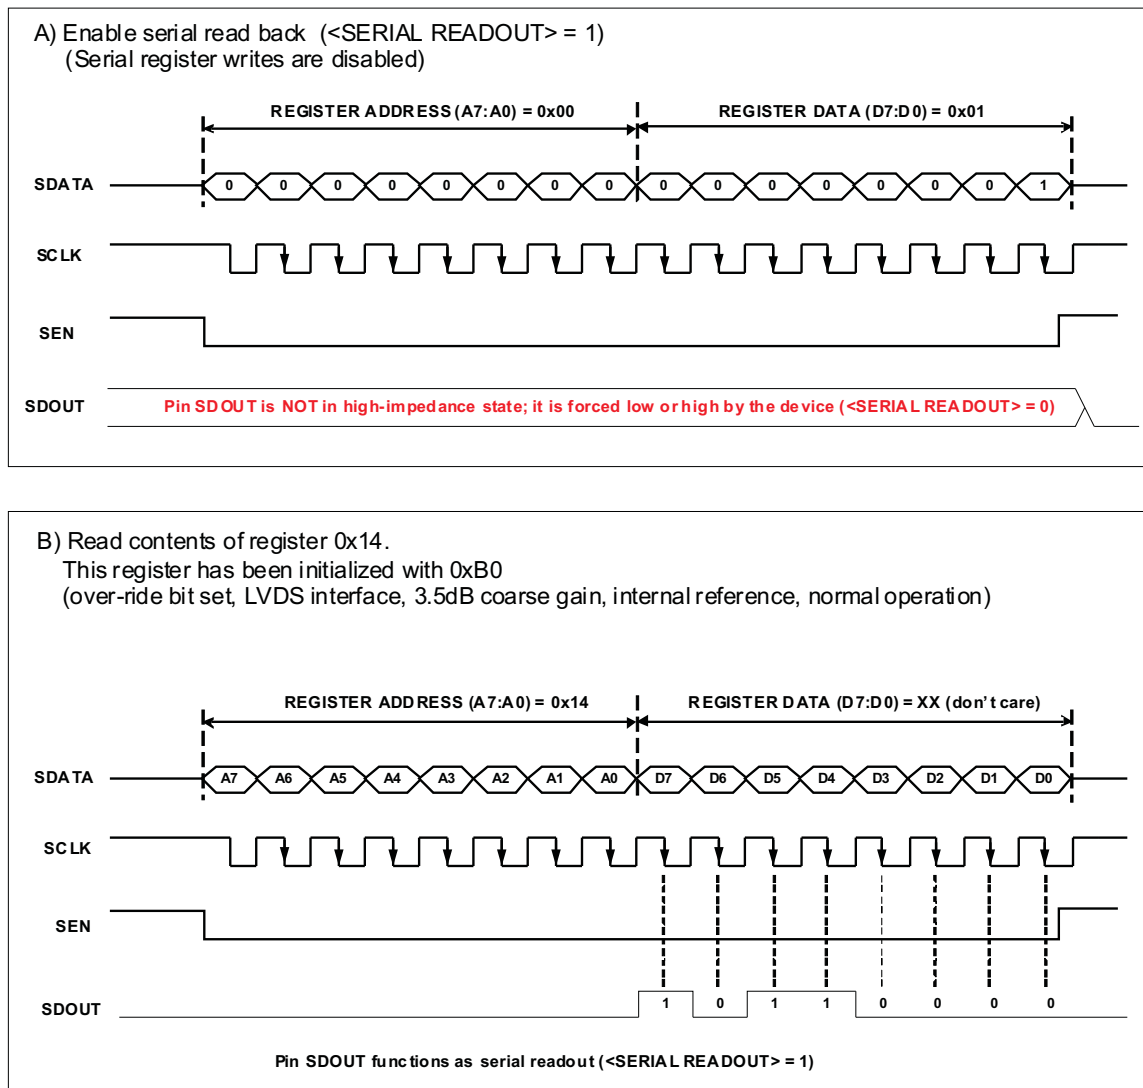 A) Enable serial read back (<SERIAL READOUT> = 1)
(Serial register writes are disabled)
REGISTER ADDRESS (A7:A0) = 0x00 REGISTER DATA (D7:D0) = 0x01
SDATA 0 0 0 0 0 0 0 0 0 0 0 0 0 0 0 1
SCLK
SEN
SDOUT Pin SDOUT is NOT in high-impedance state; it is forced low or high by the device (<SERIAL READOUT> = 0)
B) Read contents of register 0x14.
This register has been initialized with 0xB0
(over-ride bit set, LVDS interface, 3.5dB coarse gain, internal reference, normal operation)
REGISTER ADDRESS (A7:A0) = 0x14 REGISTER DATA (D7:D0) = XX (don't care)
SDATA A7 A6 A5 A4 A3 A2 A1 A0 D7 D6 D5 D4 D3 D2 D1 D0
SCLK
SEN
SDOUT 1 0 1 1 0 0 0 0
Pin SDOUT functions as serial readout (<SERIAL READOUT> = 1)